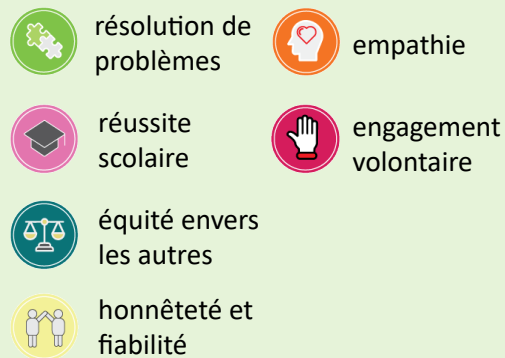 résolution de
problèmes
réussite
scolaire
équité envers
les autres
honnêteté et
fiabilité
empathie
engagement
volontaire